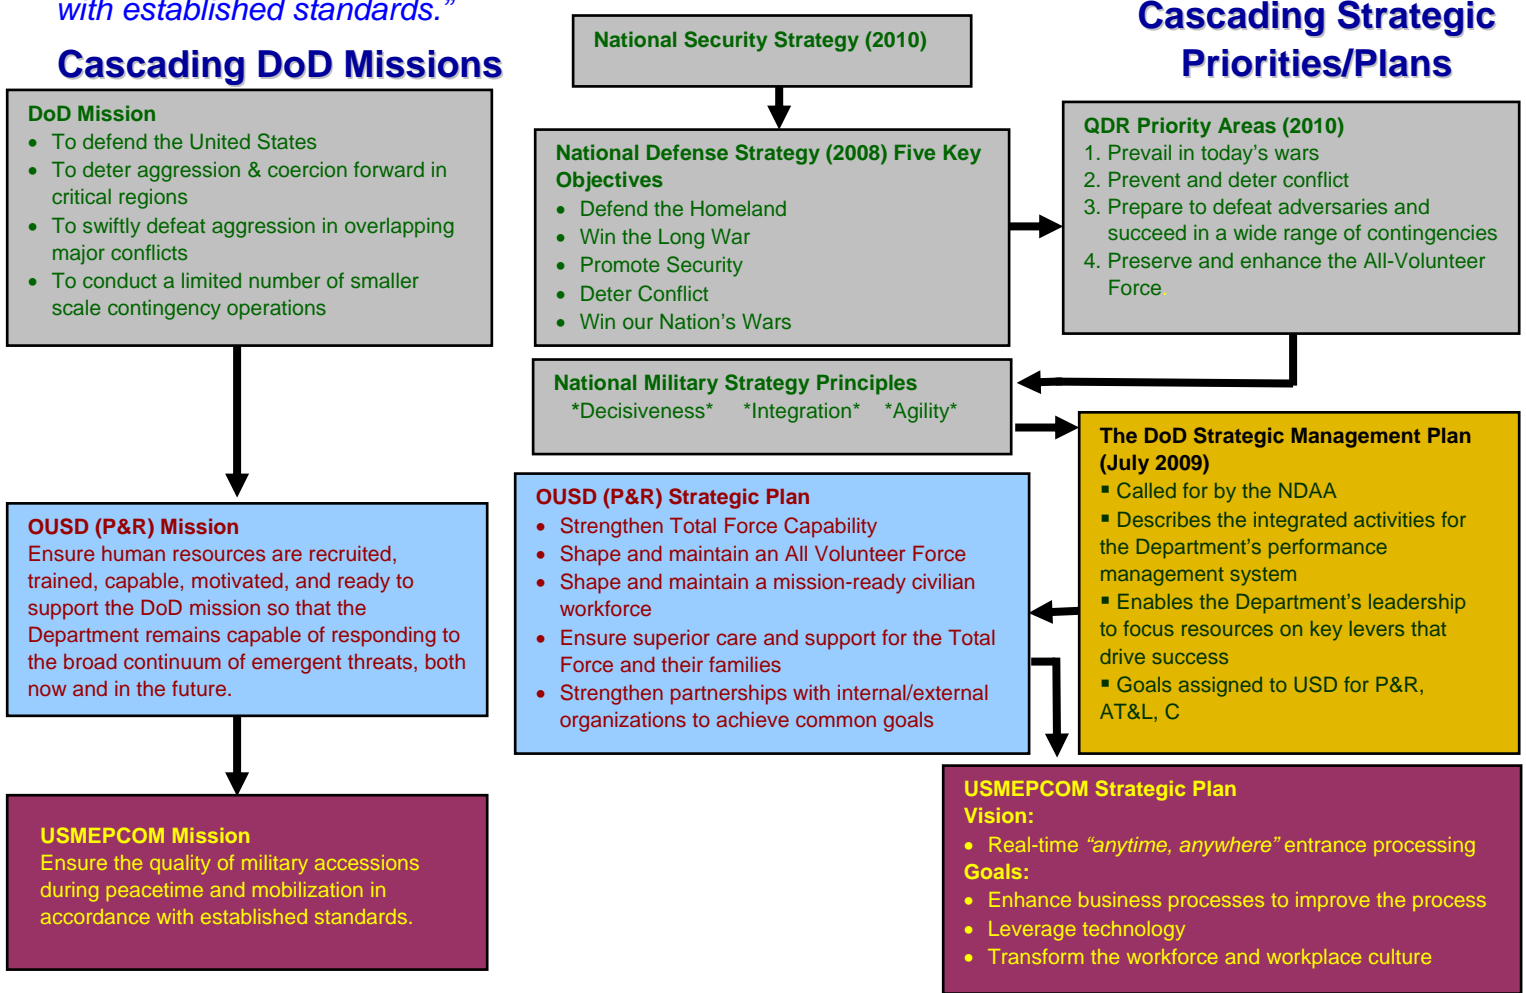 with established standards.”
Cascading DoD Missions
DoD Mission
• To defend the United States
• To deter aggression & coercion forward in
critical regions
• To swiftly defeat aggression in overlapping
major conflicts
• To conduct a limited number of smaller
scale contingency operations
OUSD (P&R) Mission
Ensure human resources are recruited,
trained, capable, motivated, and ready to
support the DoD mission so that the
Department remains capable of responding to
the broad continuum of emergent threats, both
now and in the future.
USMEPCOM Mission
Ensure the quality of military accessions
during peacetime and mobilization in
accordance with established standards.
Cascading Strategic
Priorities/Plans
National Security Strategy (2010)
National Defense Strategy (2008) Five Key
Objectives
• Defend the Homeland
• Win the Long War
• Promote Security
• Deter Conflict
• Win our Nation’s Wars
QDR Priority Areas (2010)
1. Prevail in today’s wars
2. Prevent and deter conflict
3. Prepare to defeat adversaries and
succeed in a wide range of contingencies
4. Preserve and enhance the All-Volunteer
Force.
National Military Strategy Principles
*Decisiveness* *Integration* *Agility*
The DoD Strategic Management Plan
(July 2009)
▪ Called for by the NDAA
▪ Describes the integrated activities for
the Department’s performance
management system
▪ Enables the Department’s leadership
to focus resources on key levers that
drive success
▪ Goals assigned to USD for P&R,
AT&L, C
OUSD (P&R) Strategic Plan
• Strengthen Total Force Capability
• Shape and maintain an All Volunteer Force
• Shape and maintain a mission-ready civilian
workforce
• Ensure superior care and support for the Total
Force and their families
• Strengthen partnerships with internal/external
organizations to achieve common goals
USMEPCOM Strategic Plan
Vision:
• Real-time “anytime, anywhere” entrance processing
Goals:
• Enhance business processes to improve the process
• Leverage technology
• Transform the workforce and workplace culture